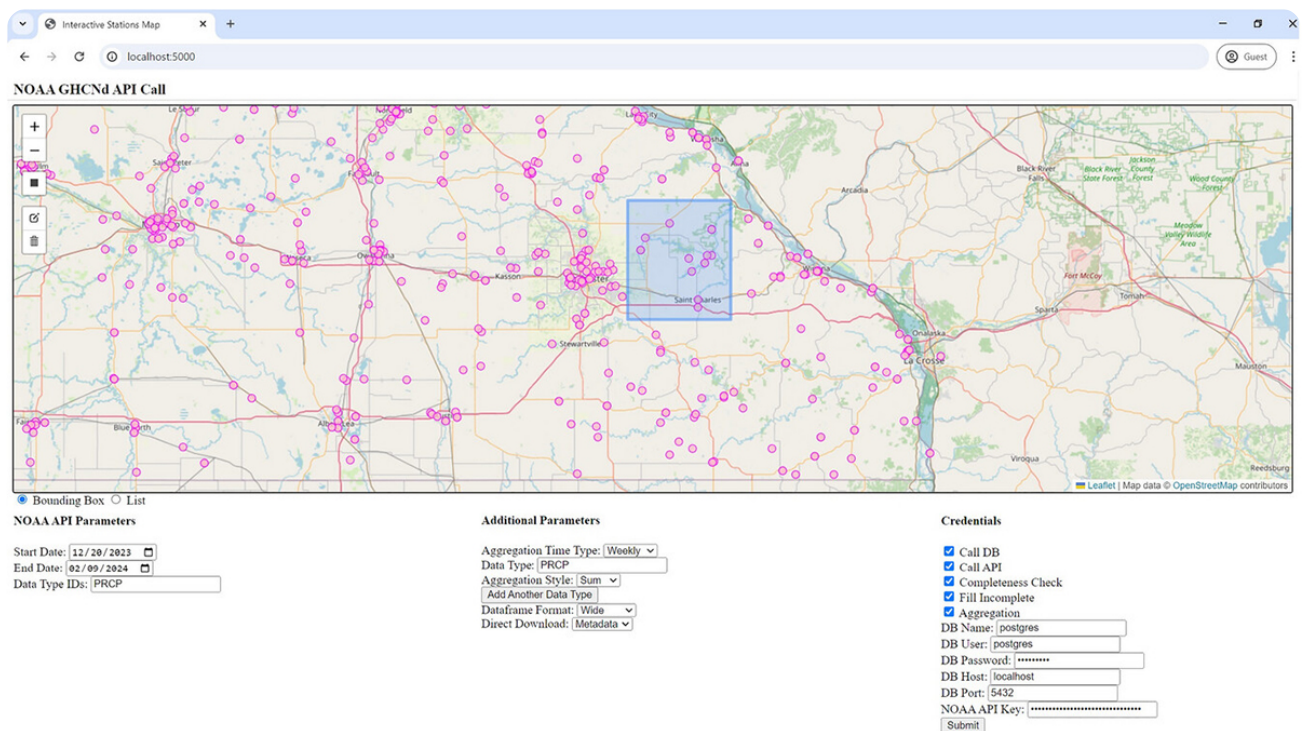 Interactive Stations Map
localhost:5000
Guest
NOAA GHCNd API Call
Arcadia
Black River
Falls
Black River
State Forest
Jackson
County
Forest
Wood County
Forest
Meadow
Valley Wildlife
Area
Kasson
Fort McCoy
Tomah
Sparta
Saint Charles
Onalaska
Stewartville
La Crosse
Mauston
Viroqua
Reedsburg
Leaflet | Map data © OpenStreetMap contributors
Bounding Box List
NOAA API Parameters
Start Date: 12/20/2023
End Date: 02/09/2024
Data Type IDs: PRCP
Additional Parameters
Aggregation Time Type: Weekly
Data Type: PRCP
Aggregation Style: Sum
Add Another Data Type
Dataframe Format: Wide
Direct Download: Metadata
Credentials
Call DB
Call API
Completeness Check
Fill Incomplete
Aggregation
DB Name: postgres
DB User: postgres
DB Password: •••••••••
DB Host: localhost
DB Port: 5432
NOAA API Key:
Submit